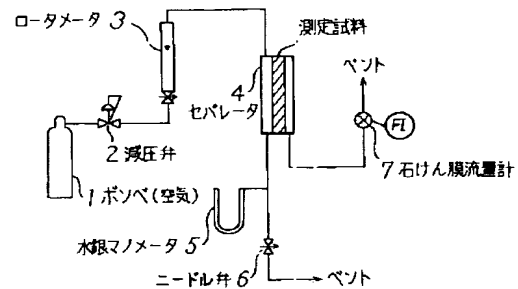 ロータメータ 3
測定試料
4
セパレータ
ベント
FI
2 減圧弁
7 石けん膜流量計
1 ボンベ(空気)
水銀マノメータ 5
ニードル弁 6
ベント